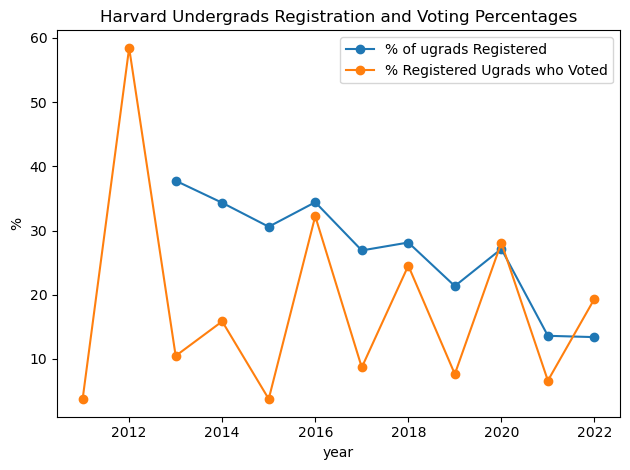 Harvard Undergrads Registration and Voting Percentages
% of ugrads Registered
% Registered Ugrads who Voted
60
50
40
30
20
10
%
2012 2014 2016 2018 2020 2022
year